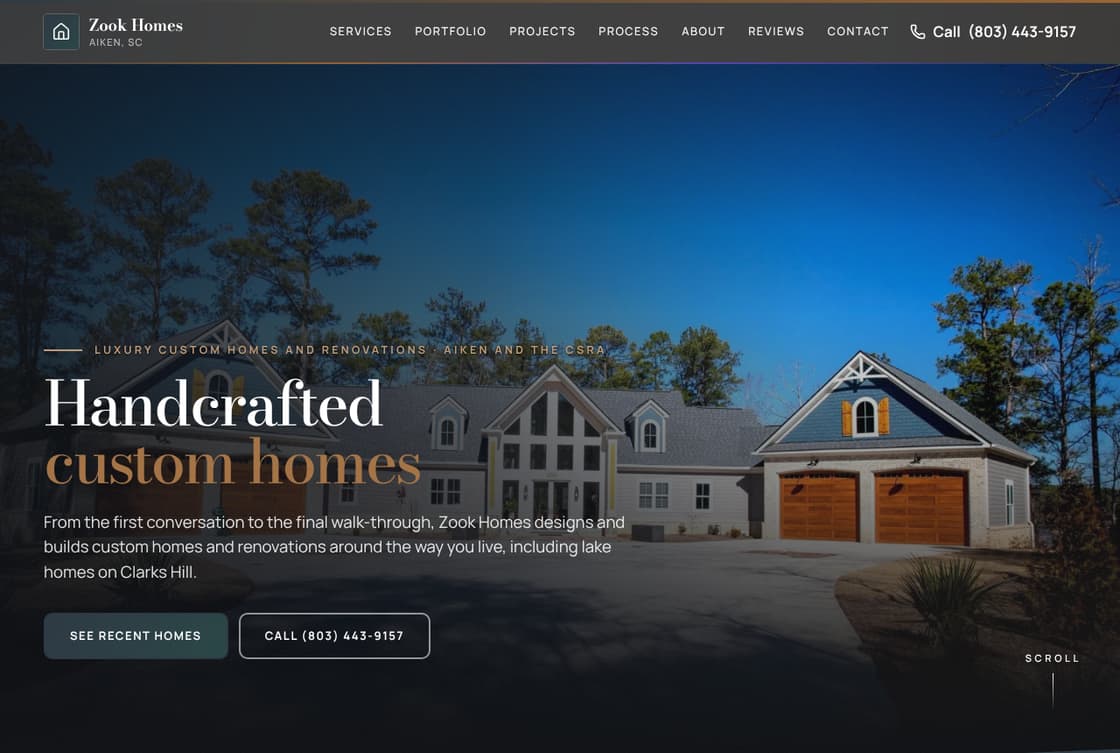 Zook Homes
AIKEN, SC
SERVICES PORTFOLIO PROJECTS PROCESS ABOUT REVIEWS CONTACT Call (803) 443-9157
LUXURY CUSTOM HOMES AND RENOVATIONS · AIKEN AND THE CSRA
Handcrafted
custom homes
From the first conversation to the final walk-through, Zook Homes designs and
builds custom homes and renovations around the way you live, including lake
homes on Clarks Hill.
SEE RECENT HOMES CALL (803) 443-9157
SCROLL